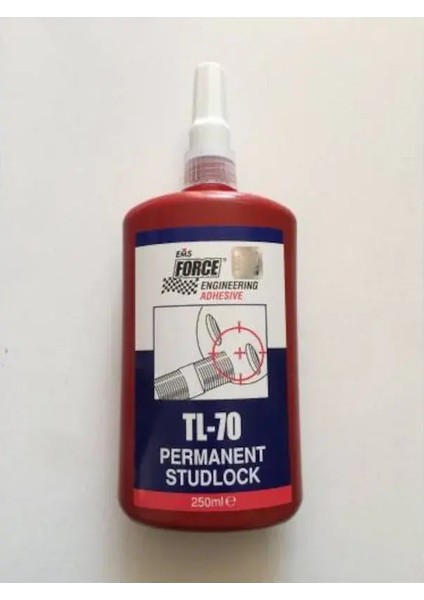 EMS
FORCE®
ENGINEERING
ADHESIVE
TL-70
PERMANENT
STUDLOCK
250ml e